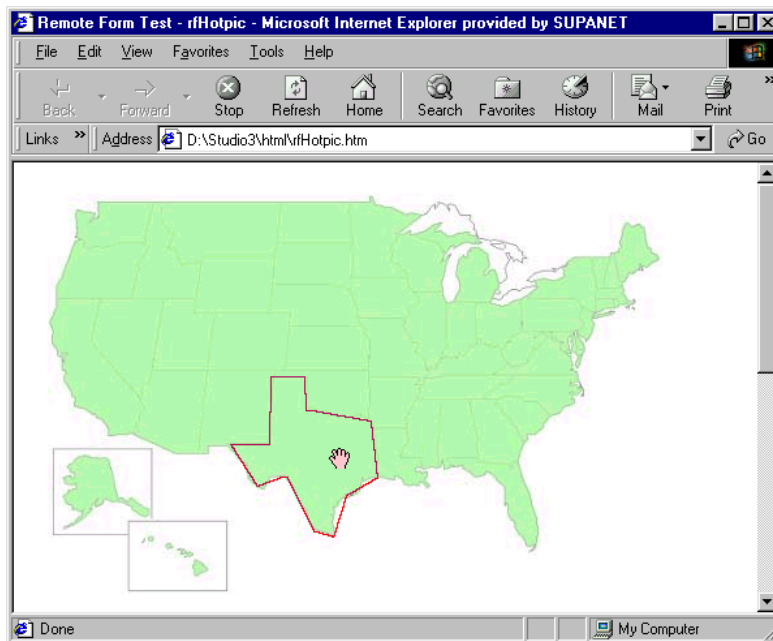 Remote Form Test - rfHotpic - Microsoft Internet Explorer provided by SUPANET
File Edit View Favorites Tools Help
Back Forward Stop Refresh Home Search Favorites History Mail Print »
Links » Address D:\Studio3\html\rfHotpic.htm Go
Done My Computer